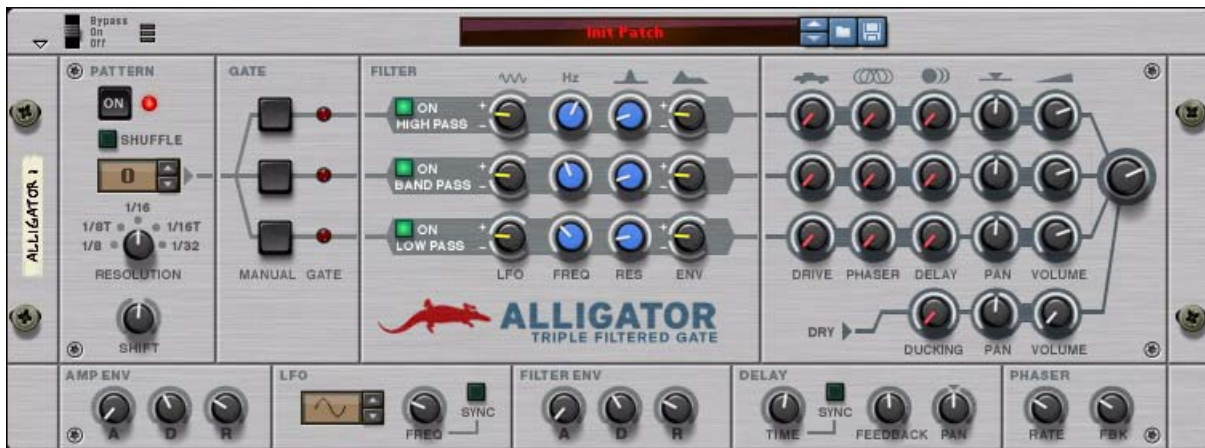 Bypass
On
Off
Init Patch
PATTERN
GATE
FILTER
Hz
ON
SHUFFLE
0
1/16
1/8T
1/16T
1/8
1/32
RESOLUTION
SHIFT
MANUAL GATE
+ ON
- HIGH PASS
+ -
+ ON
- BAND PASS
+ -
+ ON
- LOW PASS
+ -
LFO FREQ RES ENV
DRIVE PHASER DELAY PAN VOLUME
ALLIGATOR
TRIPLE FILTERED GATE
DRY
DUCKING PAN VOLUME
ALLIGATOR 1
AMP ENV
A D R
LFO
FREQ
SYNC
FILTER ENV
A D R
DELAY
TIME
SYNC
FEEDBACK
PAN
PHASER
RATE
FBK